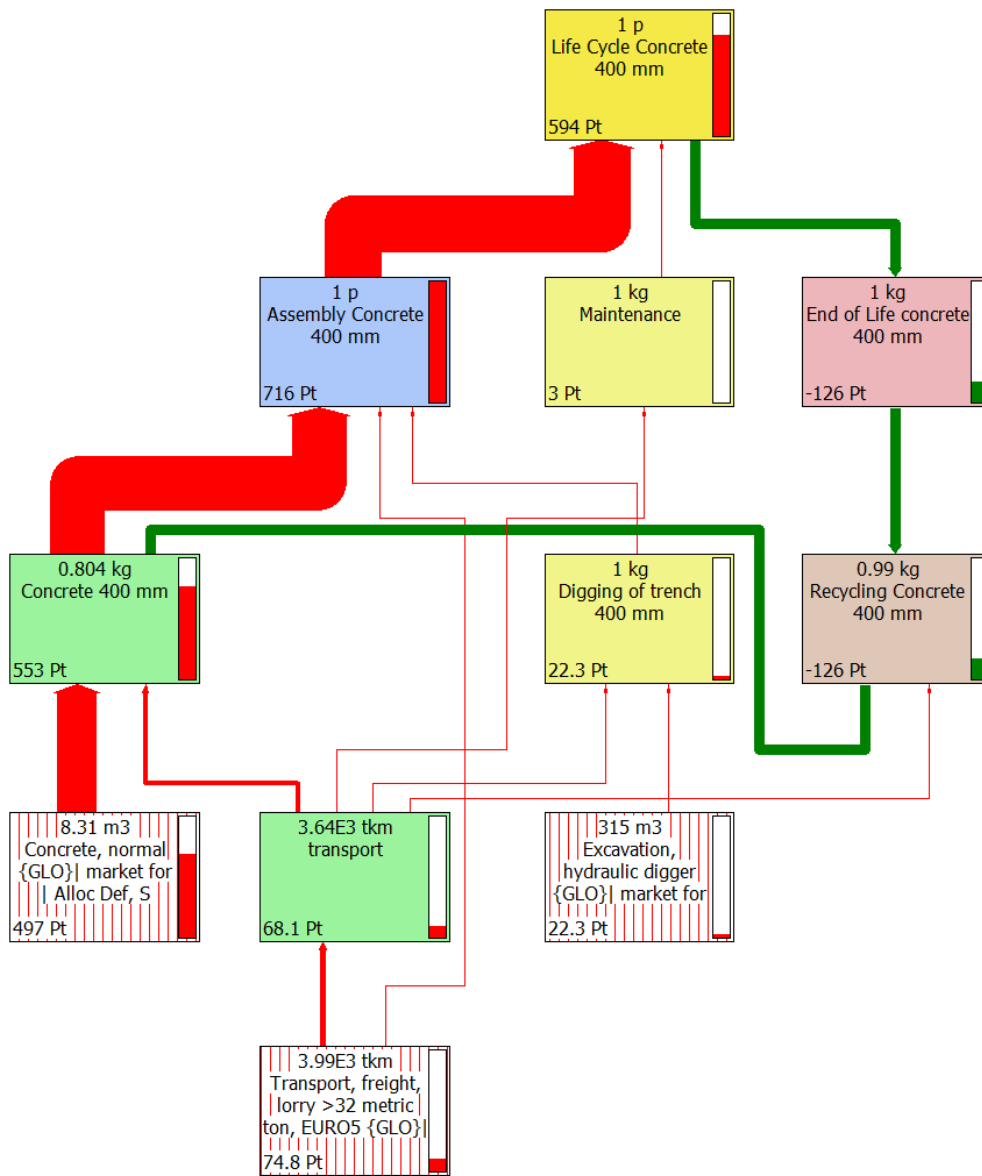 1 p
Life Cycle Concrete
400 mm
594 Pt
1 p
Assembly Concrete
400 mm
716 Pt
1 kg
Maintenance
3 Pt
1 kg
End of Life concrete
400 mm
-126 Pt
0.804 kg
Concrete 400 mm
553 Pt
1 kg
Digging of trench
400 mm
22.3 Pt
0.99 kg
Recycling Concrete
400 mm
-126 Pt
8.31 m3
Concrete, normal
{GLO}| market for
| Alloc Def, S
497 Pt
3.64E3 tkm
transport
68.1 Pt
315 m3
Excavation,
hydraulic digger
{GLO}| market for
22.3 Pt
3.99E3 tkm
Transport, freight,
lorry >32 metric
ton, EURO5 {GLO}|
74.8 Pt